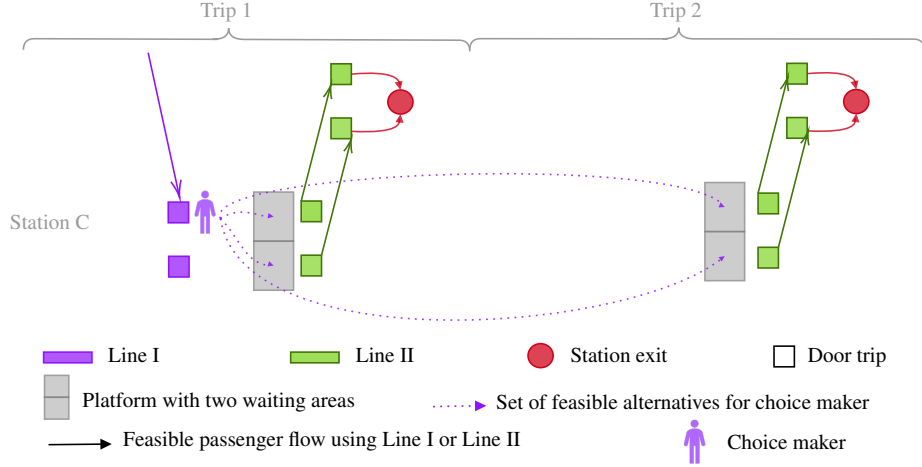 Trip 1
Trip 2
Station C
Line I
Line II
Station exit
Door trip
Platform with two waiting areas
Set of feasible alternatives for choice maker
Feasible passenger flow using Line I or Line II
Choice maker